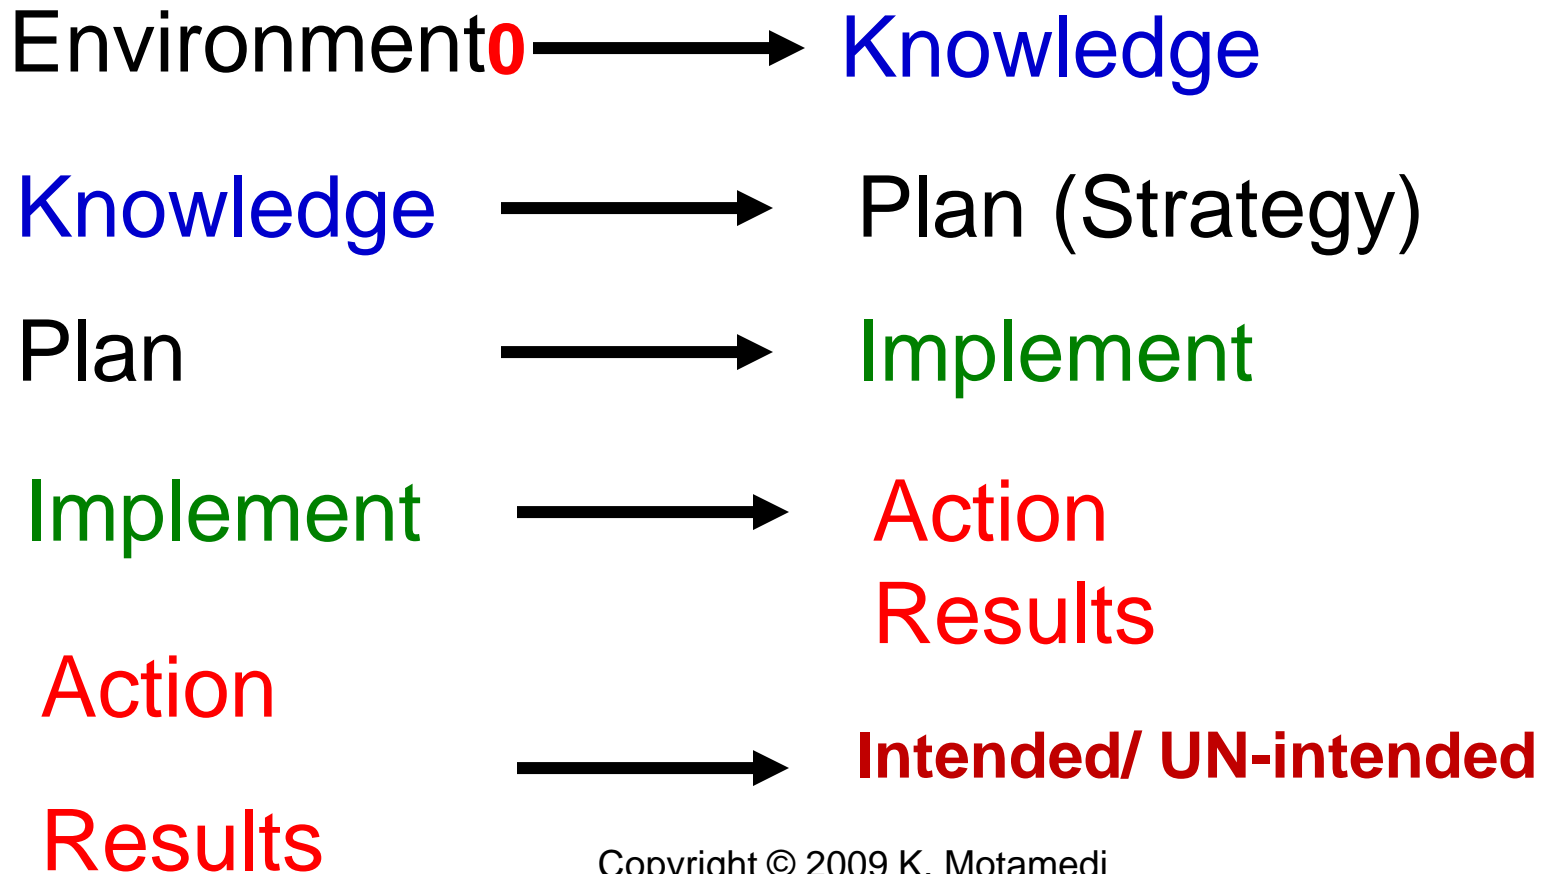 Environment0 Knowledge
Knowledge Plan (Strategy)
Plan Implement
Implement Action
Results
Action
Intended/ UN-intended
Results
Copyright © 2009 K. Motamedi